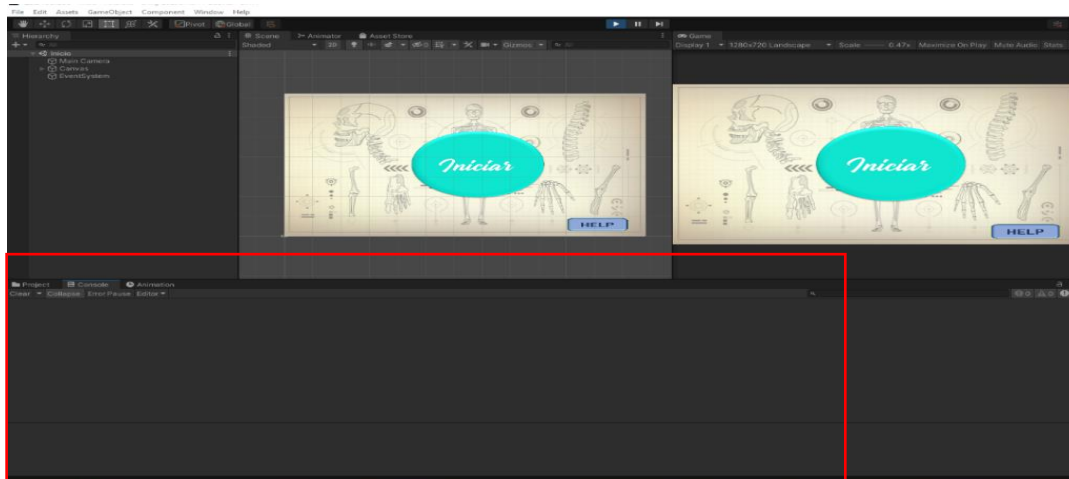 File Edit Assets GameObject Component Window Help
Pivot Global
Hierarchy
Inicio
Main Camera
Canvas
EventSystem
Scene Animator Asset Store
Shaded 2D Gizmos
Iniciar
HELP
Game
Display 1 1280x720 Landscape Scale 0.47x Maximize On Play Mute Audio Stats
Iniciar
HELP
Project Console Animation
Clear Collapse Error Pause Editor
0 0